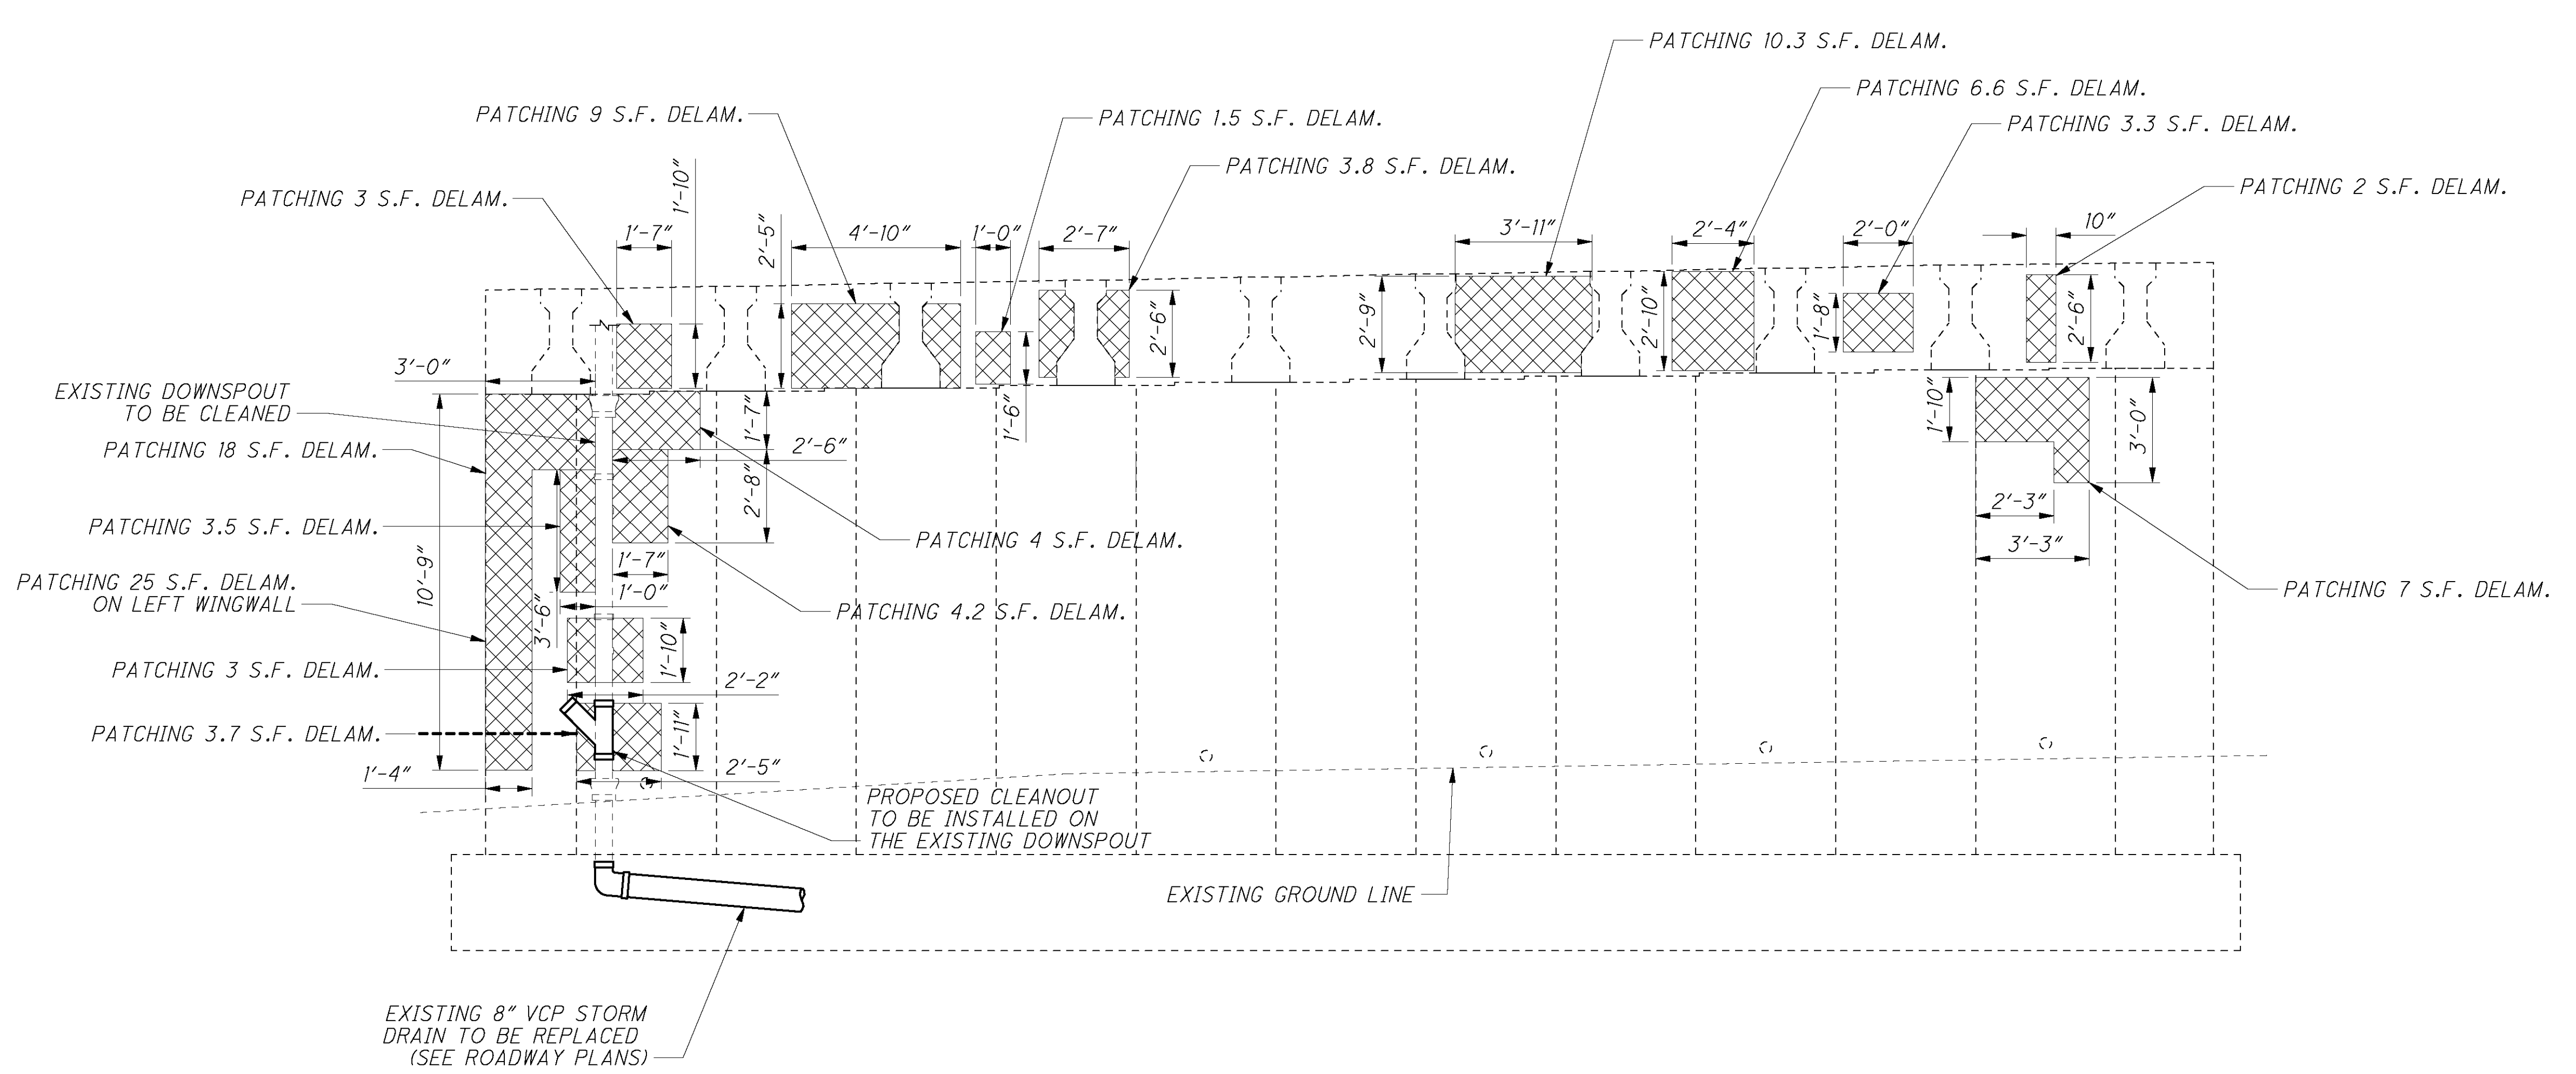 PATCHING 10.3 S.F. DELAM.
PATCHING 6.6 S.F. DELAM.
PATCHING 9 S.F. DELAM.
PATCHING 1.5 S.F. DELAM.
PATCHING 3.3 S.F. DELAM.
PATCHING 3.8 S.F. DELAM.
PATCHING 2 S.F. DELAM.
PATCHING 3 S.F. DELAM.
1'-10"
1'-7"
2'-5"
4'-10"
1'-0"
2'-7"
3'-11"
2'-4"
2'-0"
10"
2'-6"
2'-9"
2'-10"
1'-8"
2'-6"
3'-0"
EXISTING DOWNSPOUT
TO BE CLEANED
1'-7"
1'-6"
1'-10"
3'-0"
PATCHING 18 S.F. DELAM.
2'-6"
2'-8"
2'-3"
PATCHING 3.5 S.F. DELAM.
PATCHING 4 S.F. DELAM.
3'-3"
10'-9"
1'-7"
PATCHING 25 S.F. DELAM.
ON LEFT WINGWALL
1'-0"
PATCHING 7 S.F. DELAM.
3'-6"
PATCHING 4.2 S.F. DELAM.
1'-10"
PATCHING 3 S.F. DELAM.
2'-2"
PATCHING 3.7 S.F. DELAM.
1'-11"
1'-4"
2'-5"
PROPOSED CLEANOUT
TO BE INSTALLED ON
THE EXISTING DOWNSPOUT
EXISTING GROUND LINE
EXISTING 8" VCP STORM
DRAIN TO BE REPLACED
(SEE ROADWAY PLANS)